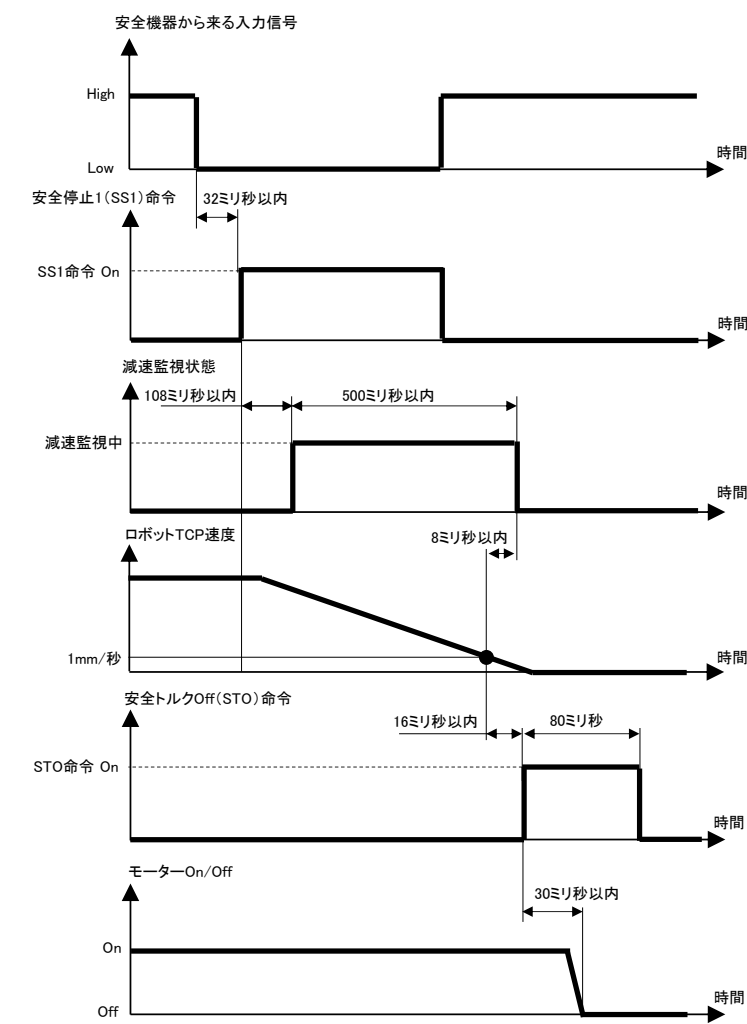 安全機器から来る入力信号
High
Low
時間
安全停止1(SS1)命令
32ミリ秒以内
SS1命令 On
時間
減速監視状態
108ミリ秒以内
500ミリ秒以内
減速監視中
時間
ロボットTCP速度
8ミリ秒以内
1mm/秒
時間
安全トルクOff(STO)命令
16ミリ秒以内
80ミリ秒
STO命令 On
時間
モーターOn/Off
30ミリ秒以内
On
Off
時間